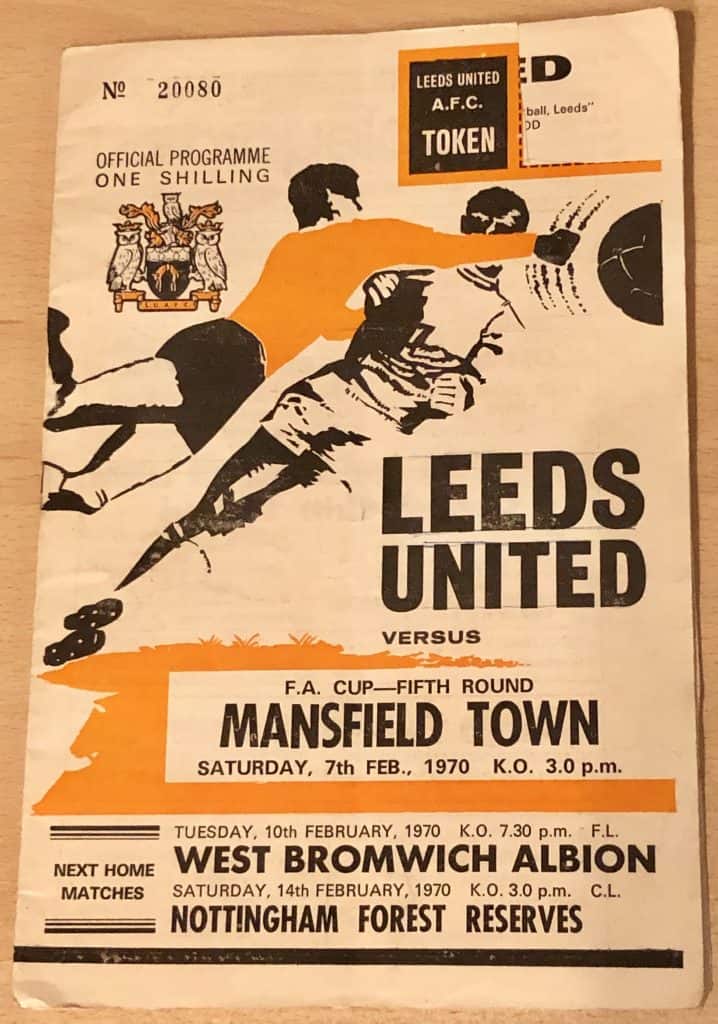 Nº 20080
OFFICIAL PROGRAMME
ONE SHILLING
L.U.A.F.C.
LEEDS UNITED
A.F.C.
TOKEN
ED
ball, Leeds"
OD
LEEDS
UNITED
VERSUS
F.A. CUP—FIFTH ROUND
MANSFIELD TOWN
SATURDAY, 7th FEB., 1970 K.O. 3.0 p.m.
NEXT HOME
MATCHES
TUESDAY, 10th FEBRUARY, 1970 K.O. 7.30 p.m. F.L.
WEST BROMWICH ALBION
SATURDAY, 14th FEBRUARY, 1970 K.O. 3.0 p.m. C.L.
NOTTINGHAM FOREST RESERVES